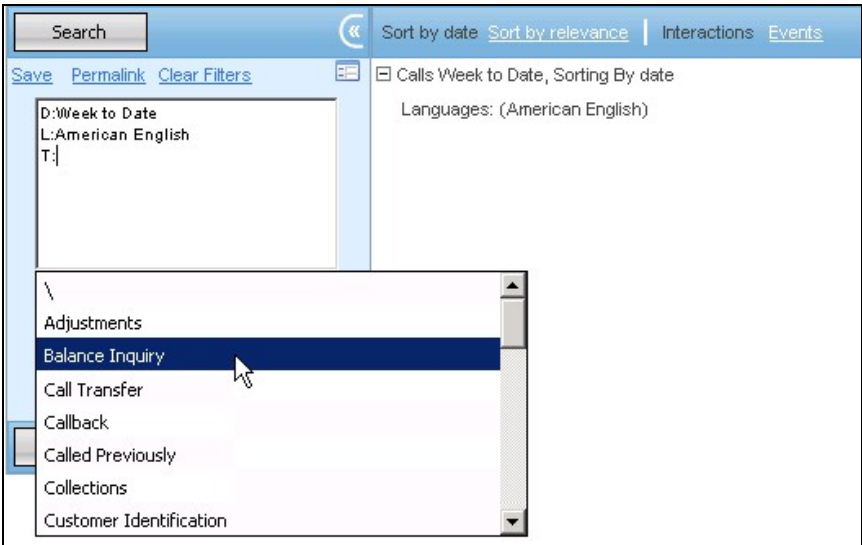 Search
Sort by date Sort by relevance Interactions Events
Save Permalink Clear Filters
Calls Week to Date, Sorting By date
Languages: (American English)
D:Week to Date
L:American English
T:
\
Adjustments
Balance Inquiry
Call Transfer
Callback
Called Previously
Collections
Customer Identification